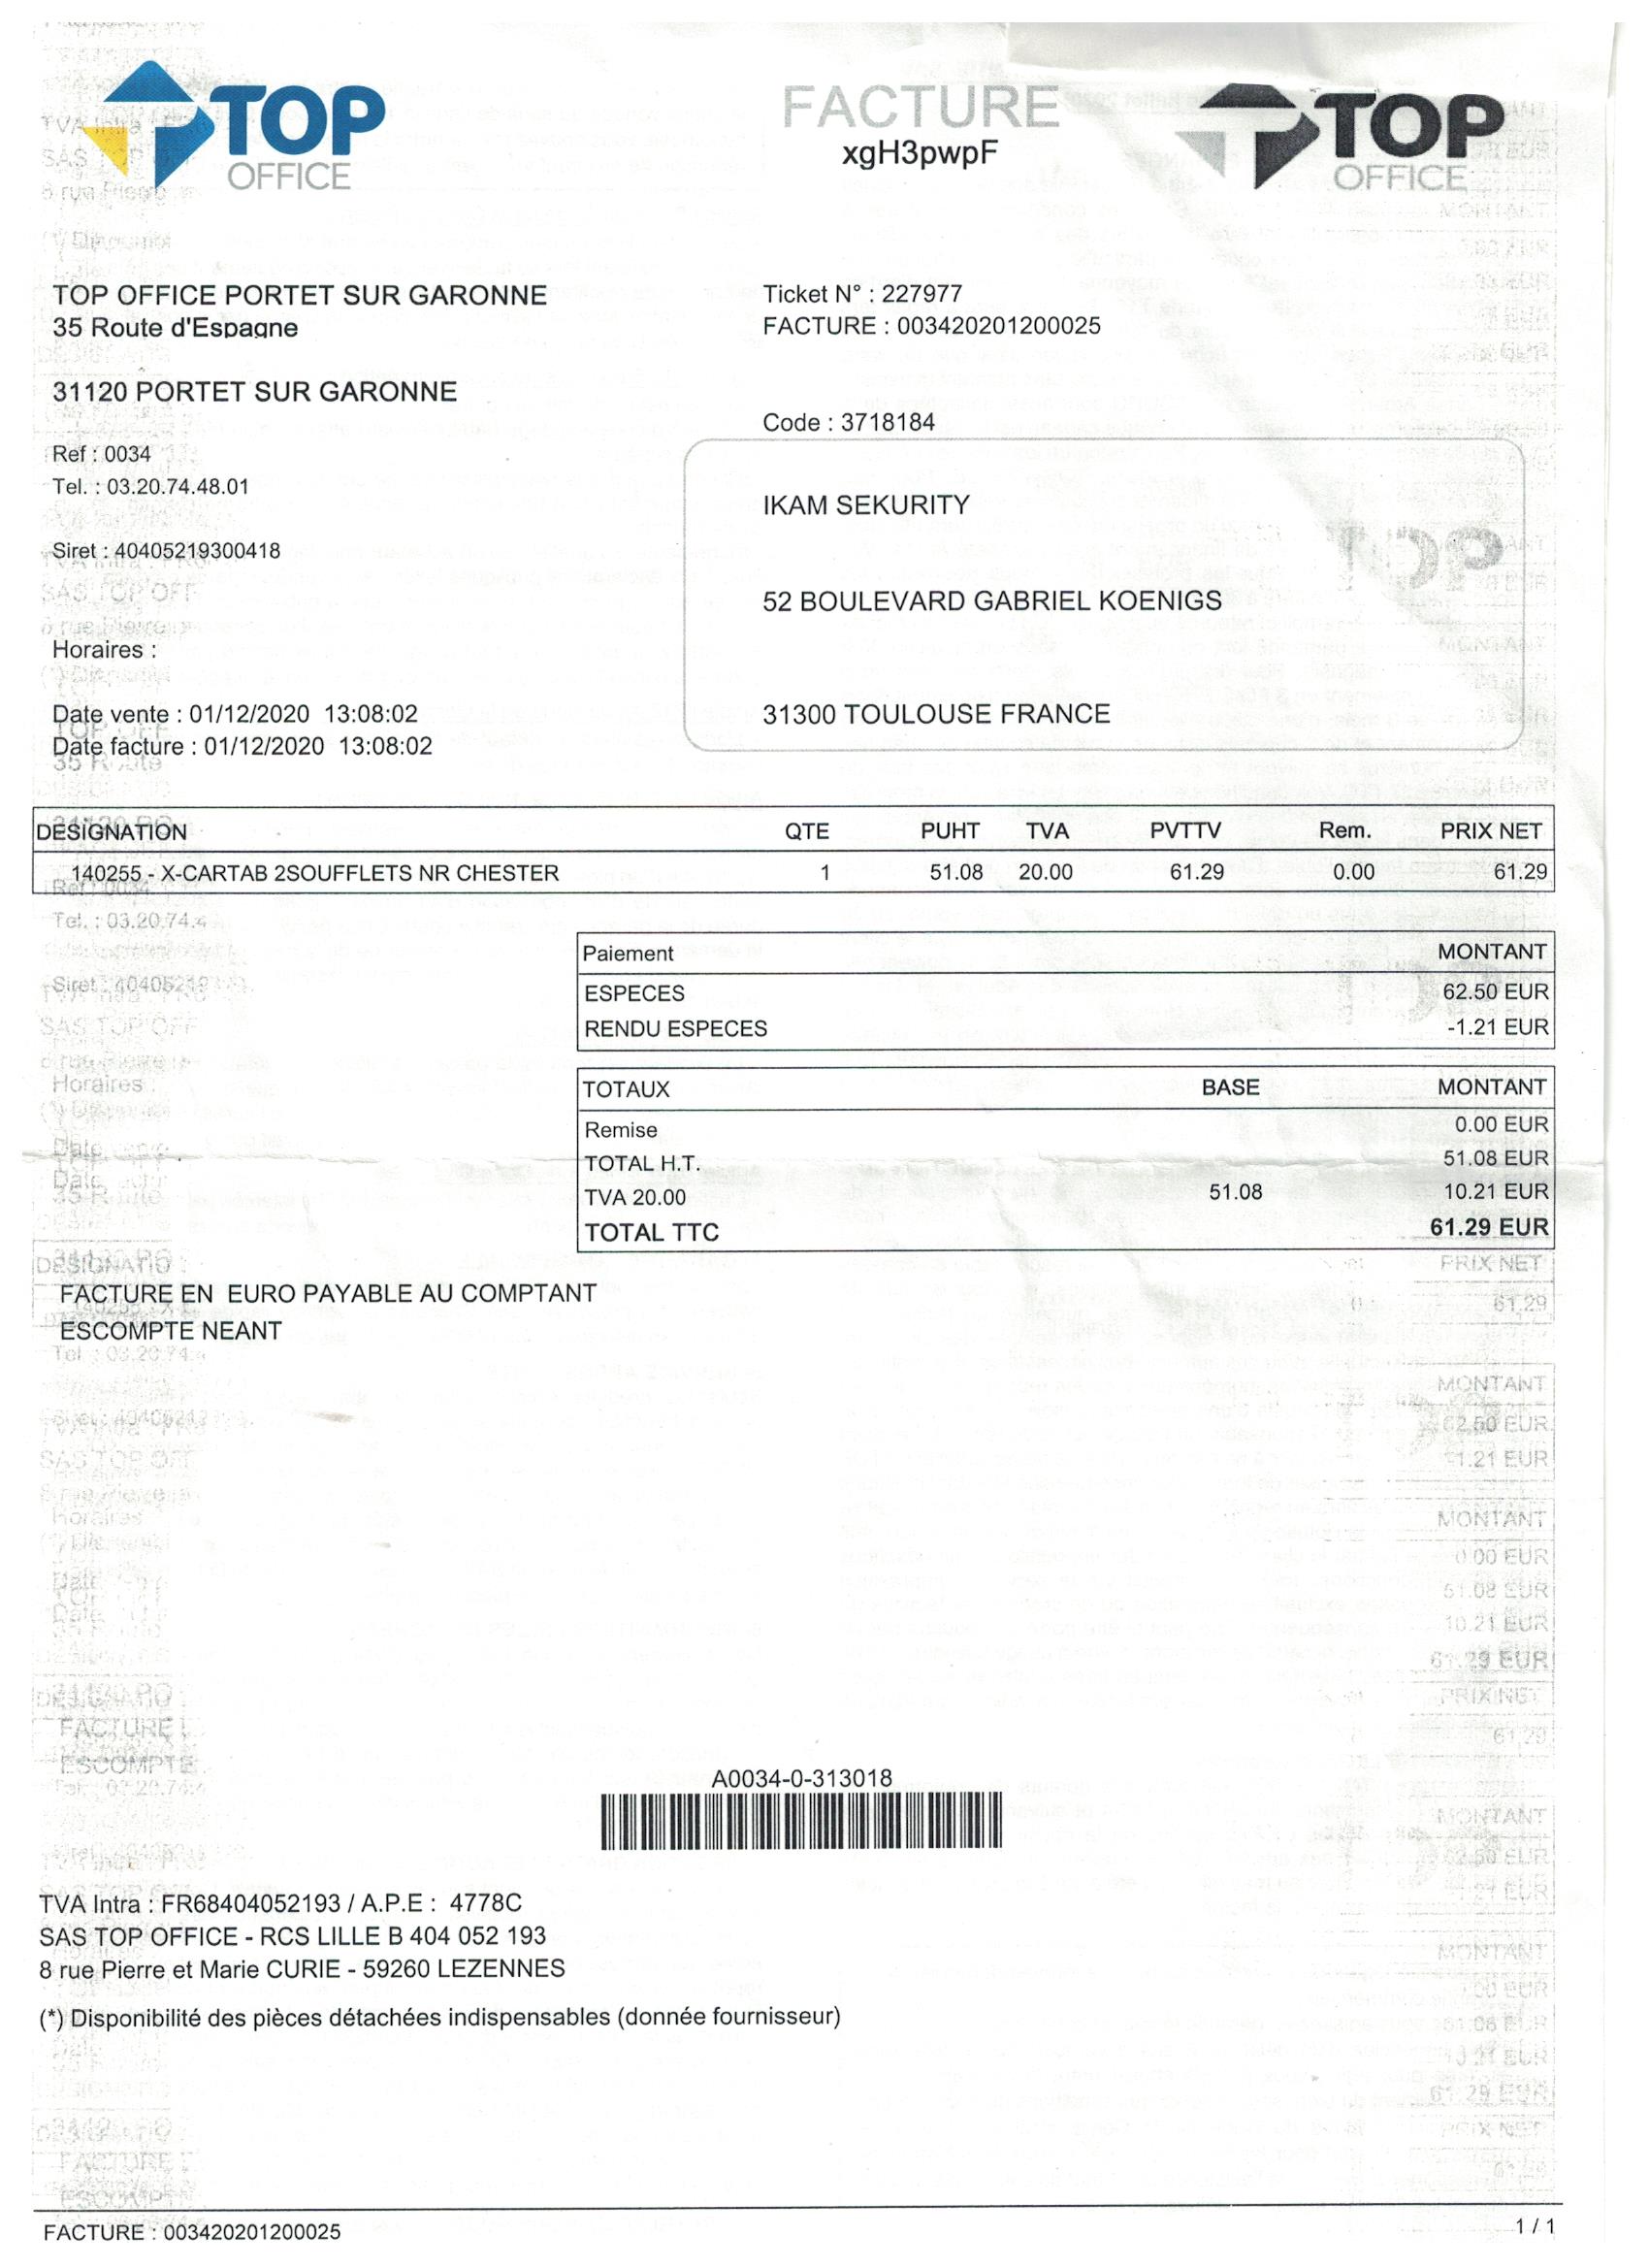 TOP
OFFICE
FACTURE
xgH3pwpF
TOP
OFFICE
TOP OFFICE PORTET SUR GARONNE
35 Route d'Espagne
31120 PORTET SUR GARONNE
Ref : 0034
Tel. : 03.20.74.48.01
Siret : 40405219300418
Horaires :
Date vente : 01/12/2020 13:08:02
Date facture : 01/12/2020 13:08:02
Ticket N° : 227977
FACTURE : 003420201200025
Code : 3718184
IKAM SEKURITY
52 BOULEVARD GABRIEL KOENIGS
31300 TOULOUSE FRANCE
DESIGNATION QTE PUHT TVA PVTTV Rem. PRIX NET
140255 - X-CARTAB 2SOUFFLETS NR CHESTER 1 51.08 20.00 61.29 0.00 61.29
Paiement MONTANT
ESPECES 62.50 EUR
RENDU ESPECES -1.21 EUR
TOTAUX BASE MONTANT
Remise 0.00 EUR
TOTAL H.T. 51.08 EUR
TVA 20.00 51.08 10.21 EUR
TOTAL TTC 61.29 EUR
FACTURE EN EURO PAYABLE AU COMPTANT
ESCOMPTE NEANT
A0034-0-313018
TVA Intra : FR68404052193 / A.P.E : 4778C
SAS TOP OFFICE - RCS LILLE B 404 052 193
8 rue Pierre et Marie CURIE - 59260 LEZENNES
(*) Disponibilité des pièces détachées indispensables (donnée fournisseur)
FACTURE : 003420201200025 1 / 1